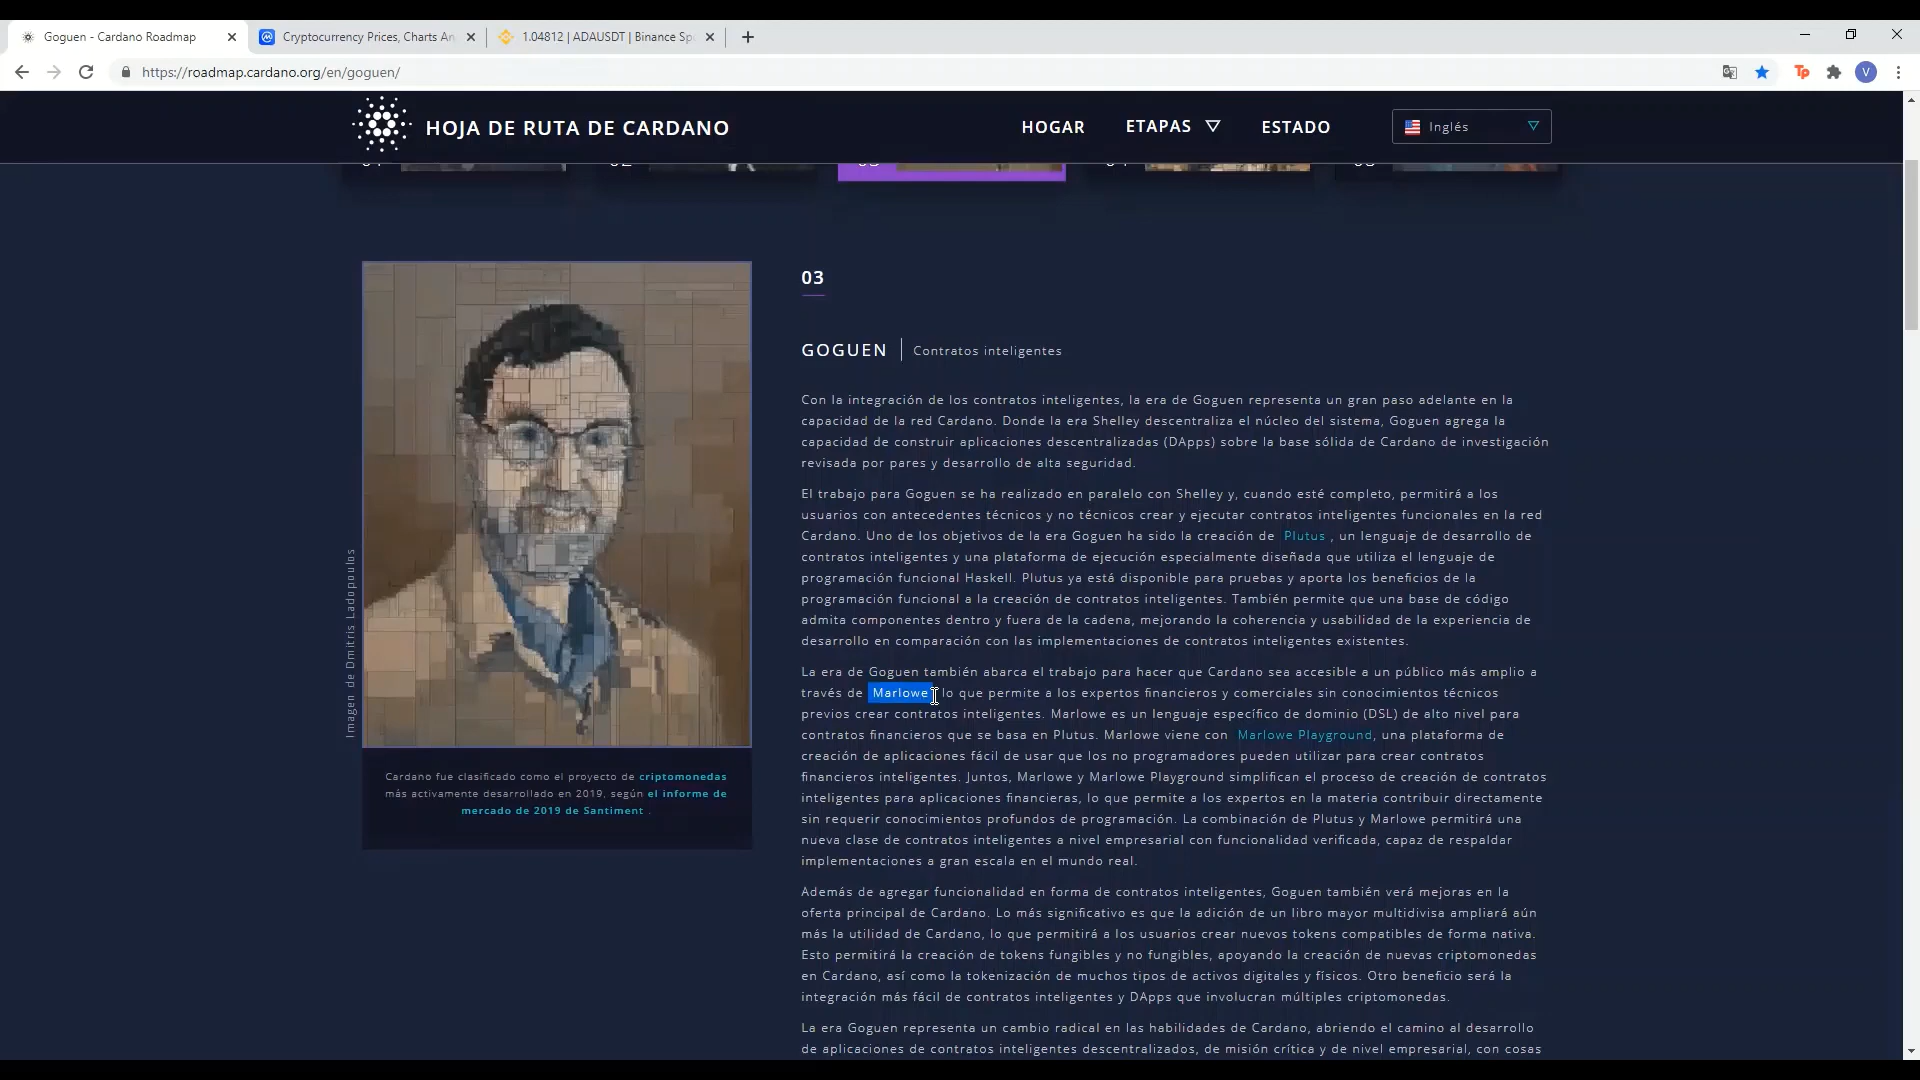 Goguen - Cardano Roadmap
Cryptocurrency Prices, Charts An
1.04812 | ADAUSDT | Binance Sp
https://roadmap.cardano.org/en/goguen/
Tp
V
HOJA DE RUTA DE CARDANO
HOGAR
ETAPAS
ESTADO
Inglés
03
GOGUEN
Contratos inteligentes
Con la integración de los contratos inteligentes, la era de Goguen representa un gran paso adelante en la
capacidad de la red Cardano. Donde la era Shelley descentraliza el núcleo del sistema, Goguen agrega la
capacidad de construir aplicaciones descentralizadas (DApps) sobre la base sólida de Cardano de investigación
revisada por pares y desarrollo de alta seguridad.
El trabajo para Goguen se ha realizado en paralelo con Shelley y, cuando esté completo, permitirá a los
usuarios con antecedentes técnicos y no técnicos crear y ejecutar contratos inteligentes funcionales en la red
Cardano. Uno de los objetivos de la era Goguen ha sido la creación de Plutus , un lenguaje de desarrollo de
contratos inteligentes y una plataforma de ejecución especialmente diseñada que utiliza el lenguaje de
programación funcional Haskell. Plutus ya está disponible para pruebas y aporta los beneficios de la
programación funcional a la creación de contratos inteligentes. También permite que una base de código
admita componentes dentro y fuera de la cadena, mejorando la coherencia y usabilidad de la experiencia de
desarrollo en comparación con las implementaciones de contratos inteligentes existentes.
La era de Goguen también abarca el trabajo para hacer que Cardano sea accesible a un público más amplio a
través de Marlowe lo que permite a los expertos financieros y comerciales sin conocimientos técnicos
previos crear contratos inteligentes. Marlowe es un lenguaje específico de dominio (DSL) de alto nivel para
contratos financieros que se basa en Plutus. Marlowe viene con Marlowe Playground, una plataforma de
creación de aplicaciones fácil de usar que los no programadores pueden utilizar para crear contratos
financieros inteligentes. Juntos, Marlowe y Marlowe Playground simplifican el proceso de creación de contratos
inteligentes para aplicaciones financieras, lo que permite a los expertos en la materia contribuir directamente
sin requerir conocimientos profundos de programación. La combinación de Plutus y Marlowe permitirá una
nueva clase de contratos inteligentes a nivel empresarial con funcionalidad verificada, capaz de respaldar
implementaciones a gran escala en el mundo real.
Además de agregar funcionalidad en forma de contratos inteligentes, Goguen también verá mejoras en la
oferta principal de Cardano. Lo más significativo es que la adición de un libro mayor multidivisa ampliará aún
más la utilidad de Cardano, lo que permitirá a los usuarios crear nuevos tokens compatibles de forma nativa.
Esto permitirá la creación de tokens fungibles y no fungibles, apoyando la creación de nuevas criptomonedas
en Cardano, así como la tokenización de muchos tipos de activos digitales y físicos. Otro beneficio será la
integración más fácil de contratos inteligentes y DApps que involucran múltiples criptomonedas.
La era Goguen representa un cambio radical en las habilidades de Cardano, abriendo el camino al desarrollo
de aplicaciones de contratos inteligentes descentralizados, de misión crítica y de nivel empresarial, con cosas
Imagen de Dmitris Ladopoulos
Cardano fue clasificado como el proyecto de criptomonedas
más activamente desarrollado en 2019, según el informe de
mercado de 2019 de Santiment .